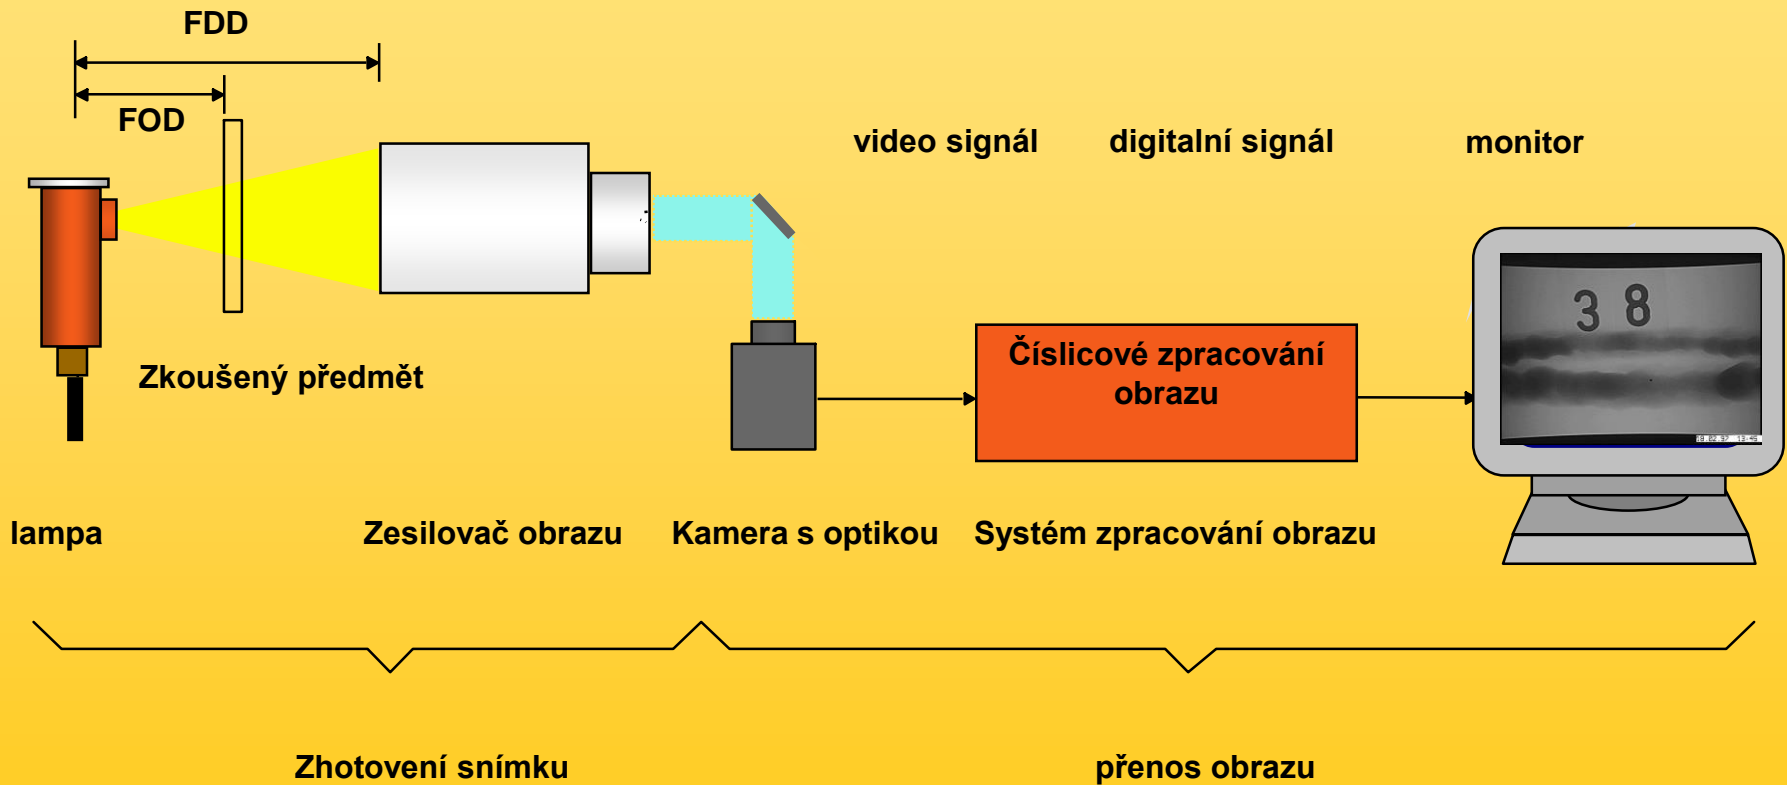 FDD
FOD
video signál
digitalní signál
monitor
3 8
Číslicové zpracování
obrazu
Zkoušený předmět
lampa
Zesilovač obrazu
Kamera s optikou
Systém zpracování obrazu
Zhotovení snímku
přenos obrazu